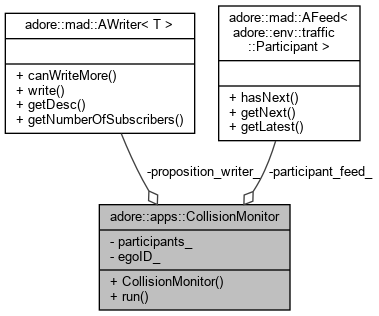 adore::mad::AWriter< T >
+ canWriteMore()
+ write()
+ getDesc()
+ getNumberOfSubscribers()
adore::mad::AFeed<
adore::env::traffic
::Participant >
+ hasNext()
+ getNext()
+ getLatest()
-proposition_writer_
-participant_feed_
adore::apps::CollisionMonitor
- participants_
- egoID_
+ CollisionMonitor()
+ run()